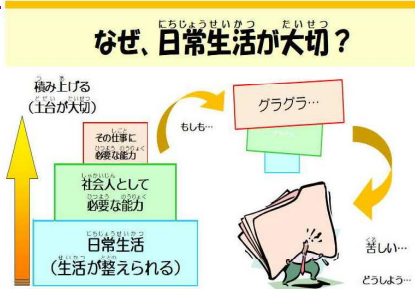 なぜ、日常生活が大切？
積み上げる
（土台が大切）
その仕事に
必要な能力
社会人として
必要な能力
日常生活
（生活が整えられる）
もしも…
グラグラ…
苦しい…
どうしよう…